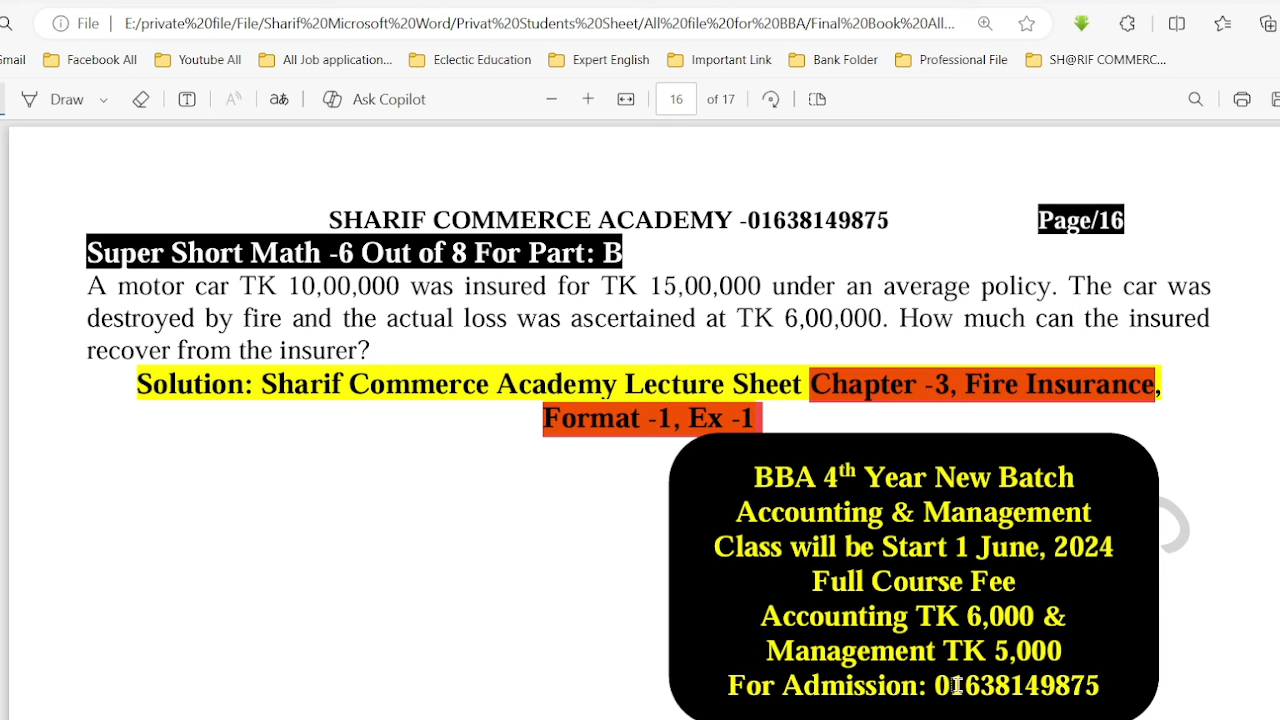 File E:/private%20file/File/Sharif%20Microsoft%20Word/Privat%20Students%20Sheet/All%20file%20for%20BBA/Final%20Book%20All...
Gmail Facebook All Youtube All All Job application... Eclectic Education Expert English Important Link Bank Folder Professional File SH@RIF COMMERC...
Draw Ask Copilot 16 of 17
SHARIF COMMERCE ACADEMY -01638149875 Page/16
Super Short Math -6 Out of 8 For Part: B
A motor car TK 10,00,000 was insured for TK 15,00,000 under an average policy. The car was
destroyed by fire and the actual loss was ascertained at TK 6,00,000. How much can the insured
recover from the insurer?
Solution: Sharif Commerce Academy Lecture Sheet Chapter -3, Fire Insurance,
Format -1, Ex -1
BBA 4th Year New Batch
Accounting & Management
Class will be Start 1 June, 2024
Full Course Fee
Accounting TK 6,000 &
Management TK 5,000
For Admission: 01638149875